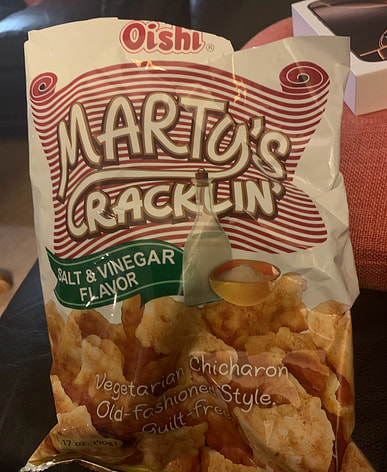 Oishi®
MARTY'S
CRACKLIN'
SALT & VINEGAR
FLAVOR
Vegetarian Chicharon
Old-fashioned Style.
Guilt-free